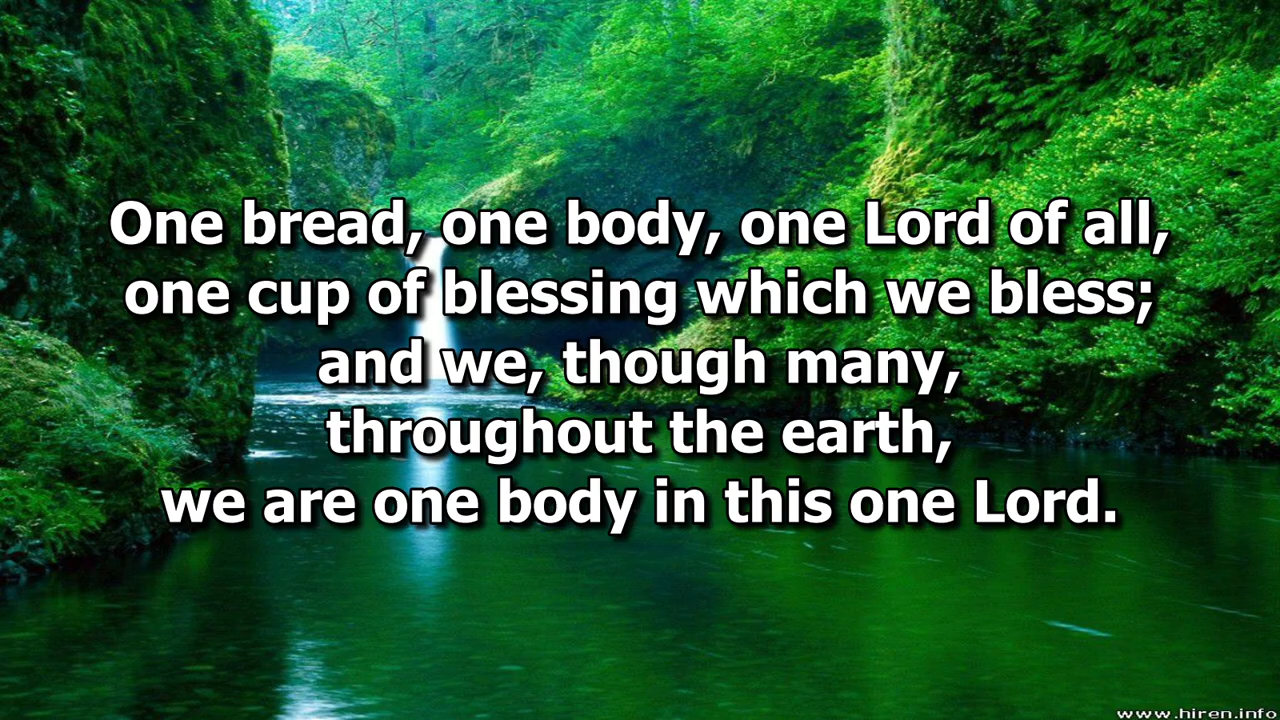 One bread, one body, one Lord of all,
one cup of blessing which we bless;
and we, though many,
throughout the earth,
we are one body in this one Lord.
www.hiren.info